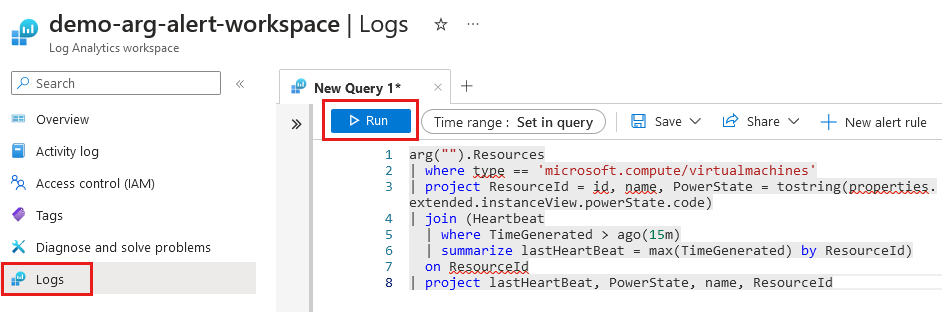 demo-arg-alert-workspace | Logs ☆ ...
Log Analytics workspace
Search «
Overview
Activity log
Access control (IAM)
Tags
Diagnose and solve problems
Logs
New Query 1* × +
» Run Time range : Set in query Save Share New alert rule
1 arg("").Resources
2 | where type == 'microsoft.compute/virtualmachines'
3 | project ResourceId = id, name, PowerState = tostring(properties.
extended.instanceView.powerState.code)
4 | join (Heartbeat
5 | where TimeGenerated > ago(15m)
6 | summarize lastHeartBeat = max(TimeGenerated) by ResourceId)
7 on ResourceId
8 | project lastHeartBeat, PowerState, name, ResourceId